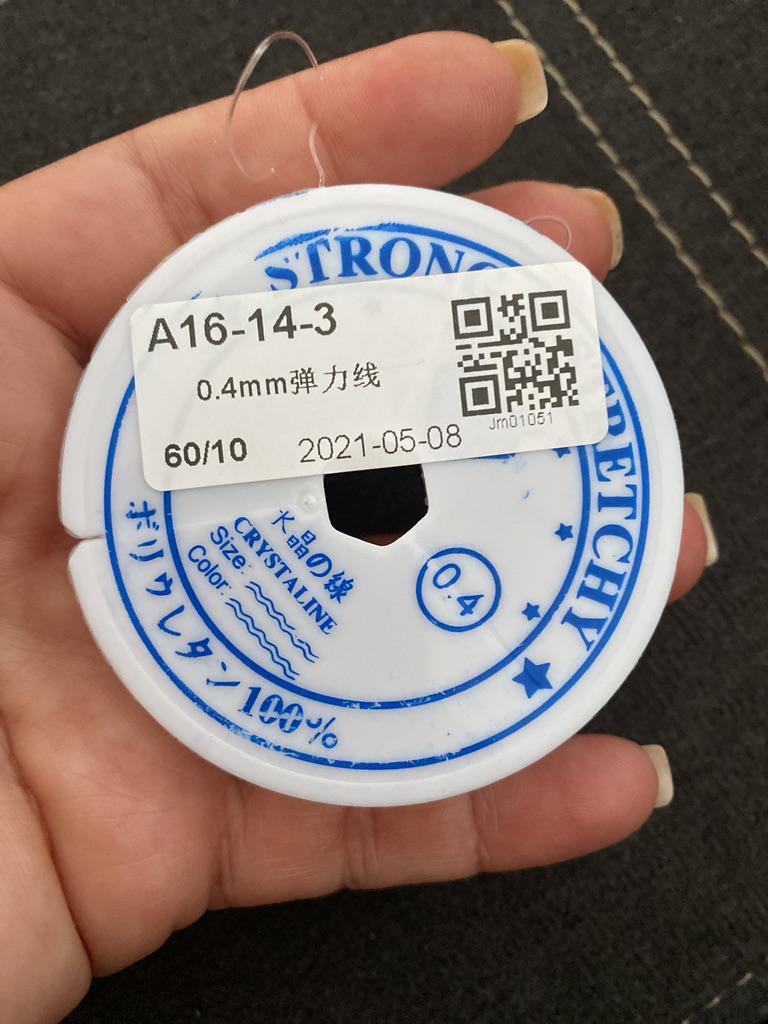 STRONG
RETCHY
A16-14-3
0.4mm弹力线
60/10 2021-05-08
Jm01051
水晶の線
CRYSTALINE
Size:
Color:
0.4
ポリウレタン100%